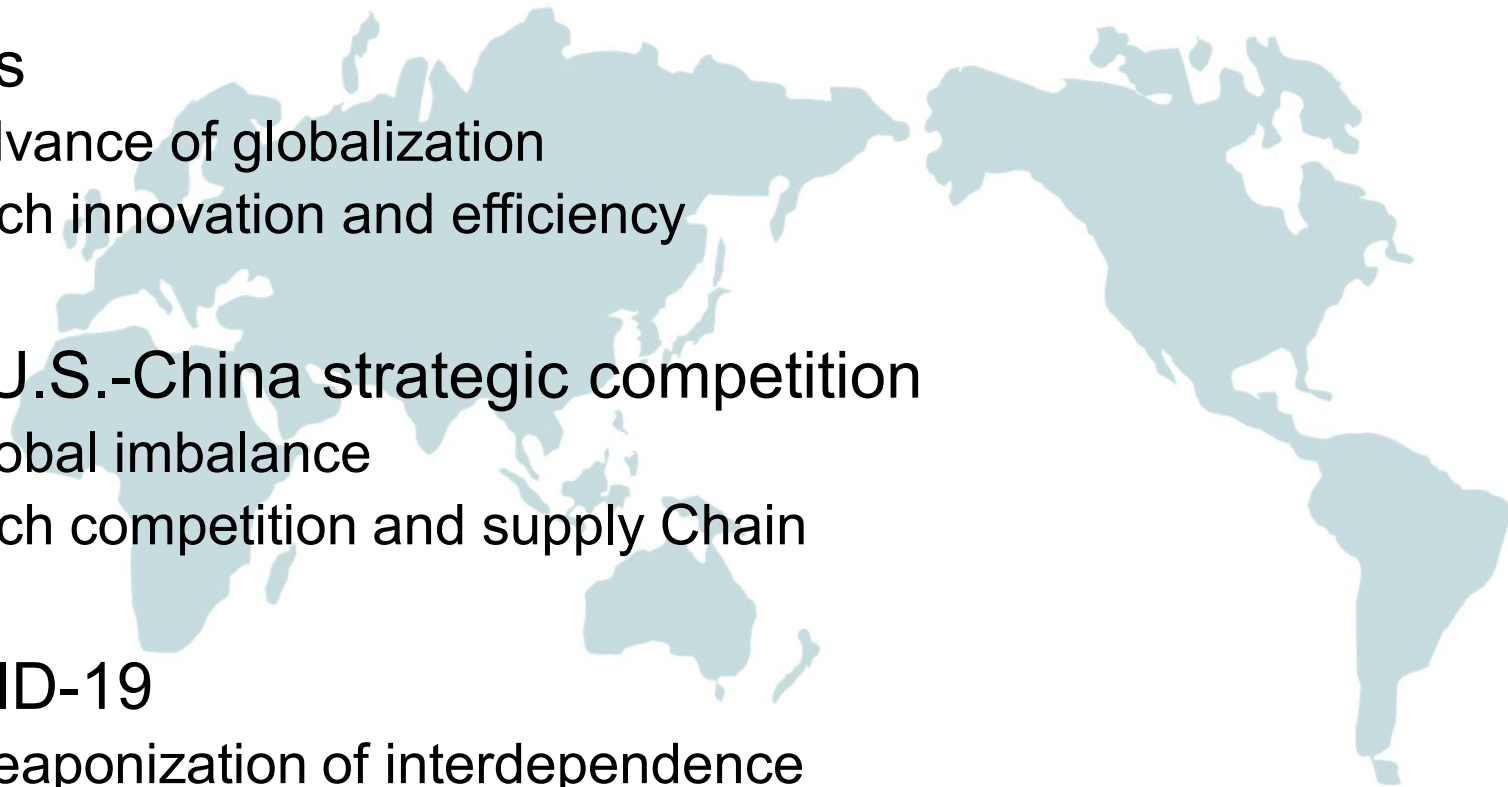 s
lvance of globalization
ch innovation and efficiency
U.S.-China strategic competition
obal imbalance
ch competition and supply Chain
ID-19
eaponization of interdependence